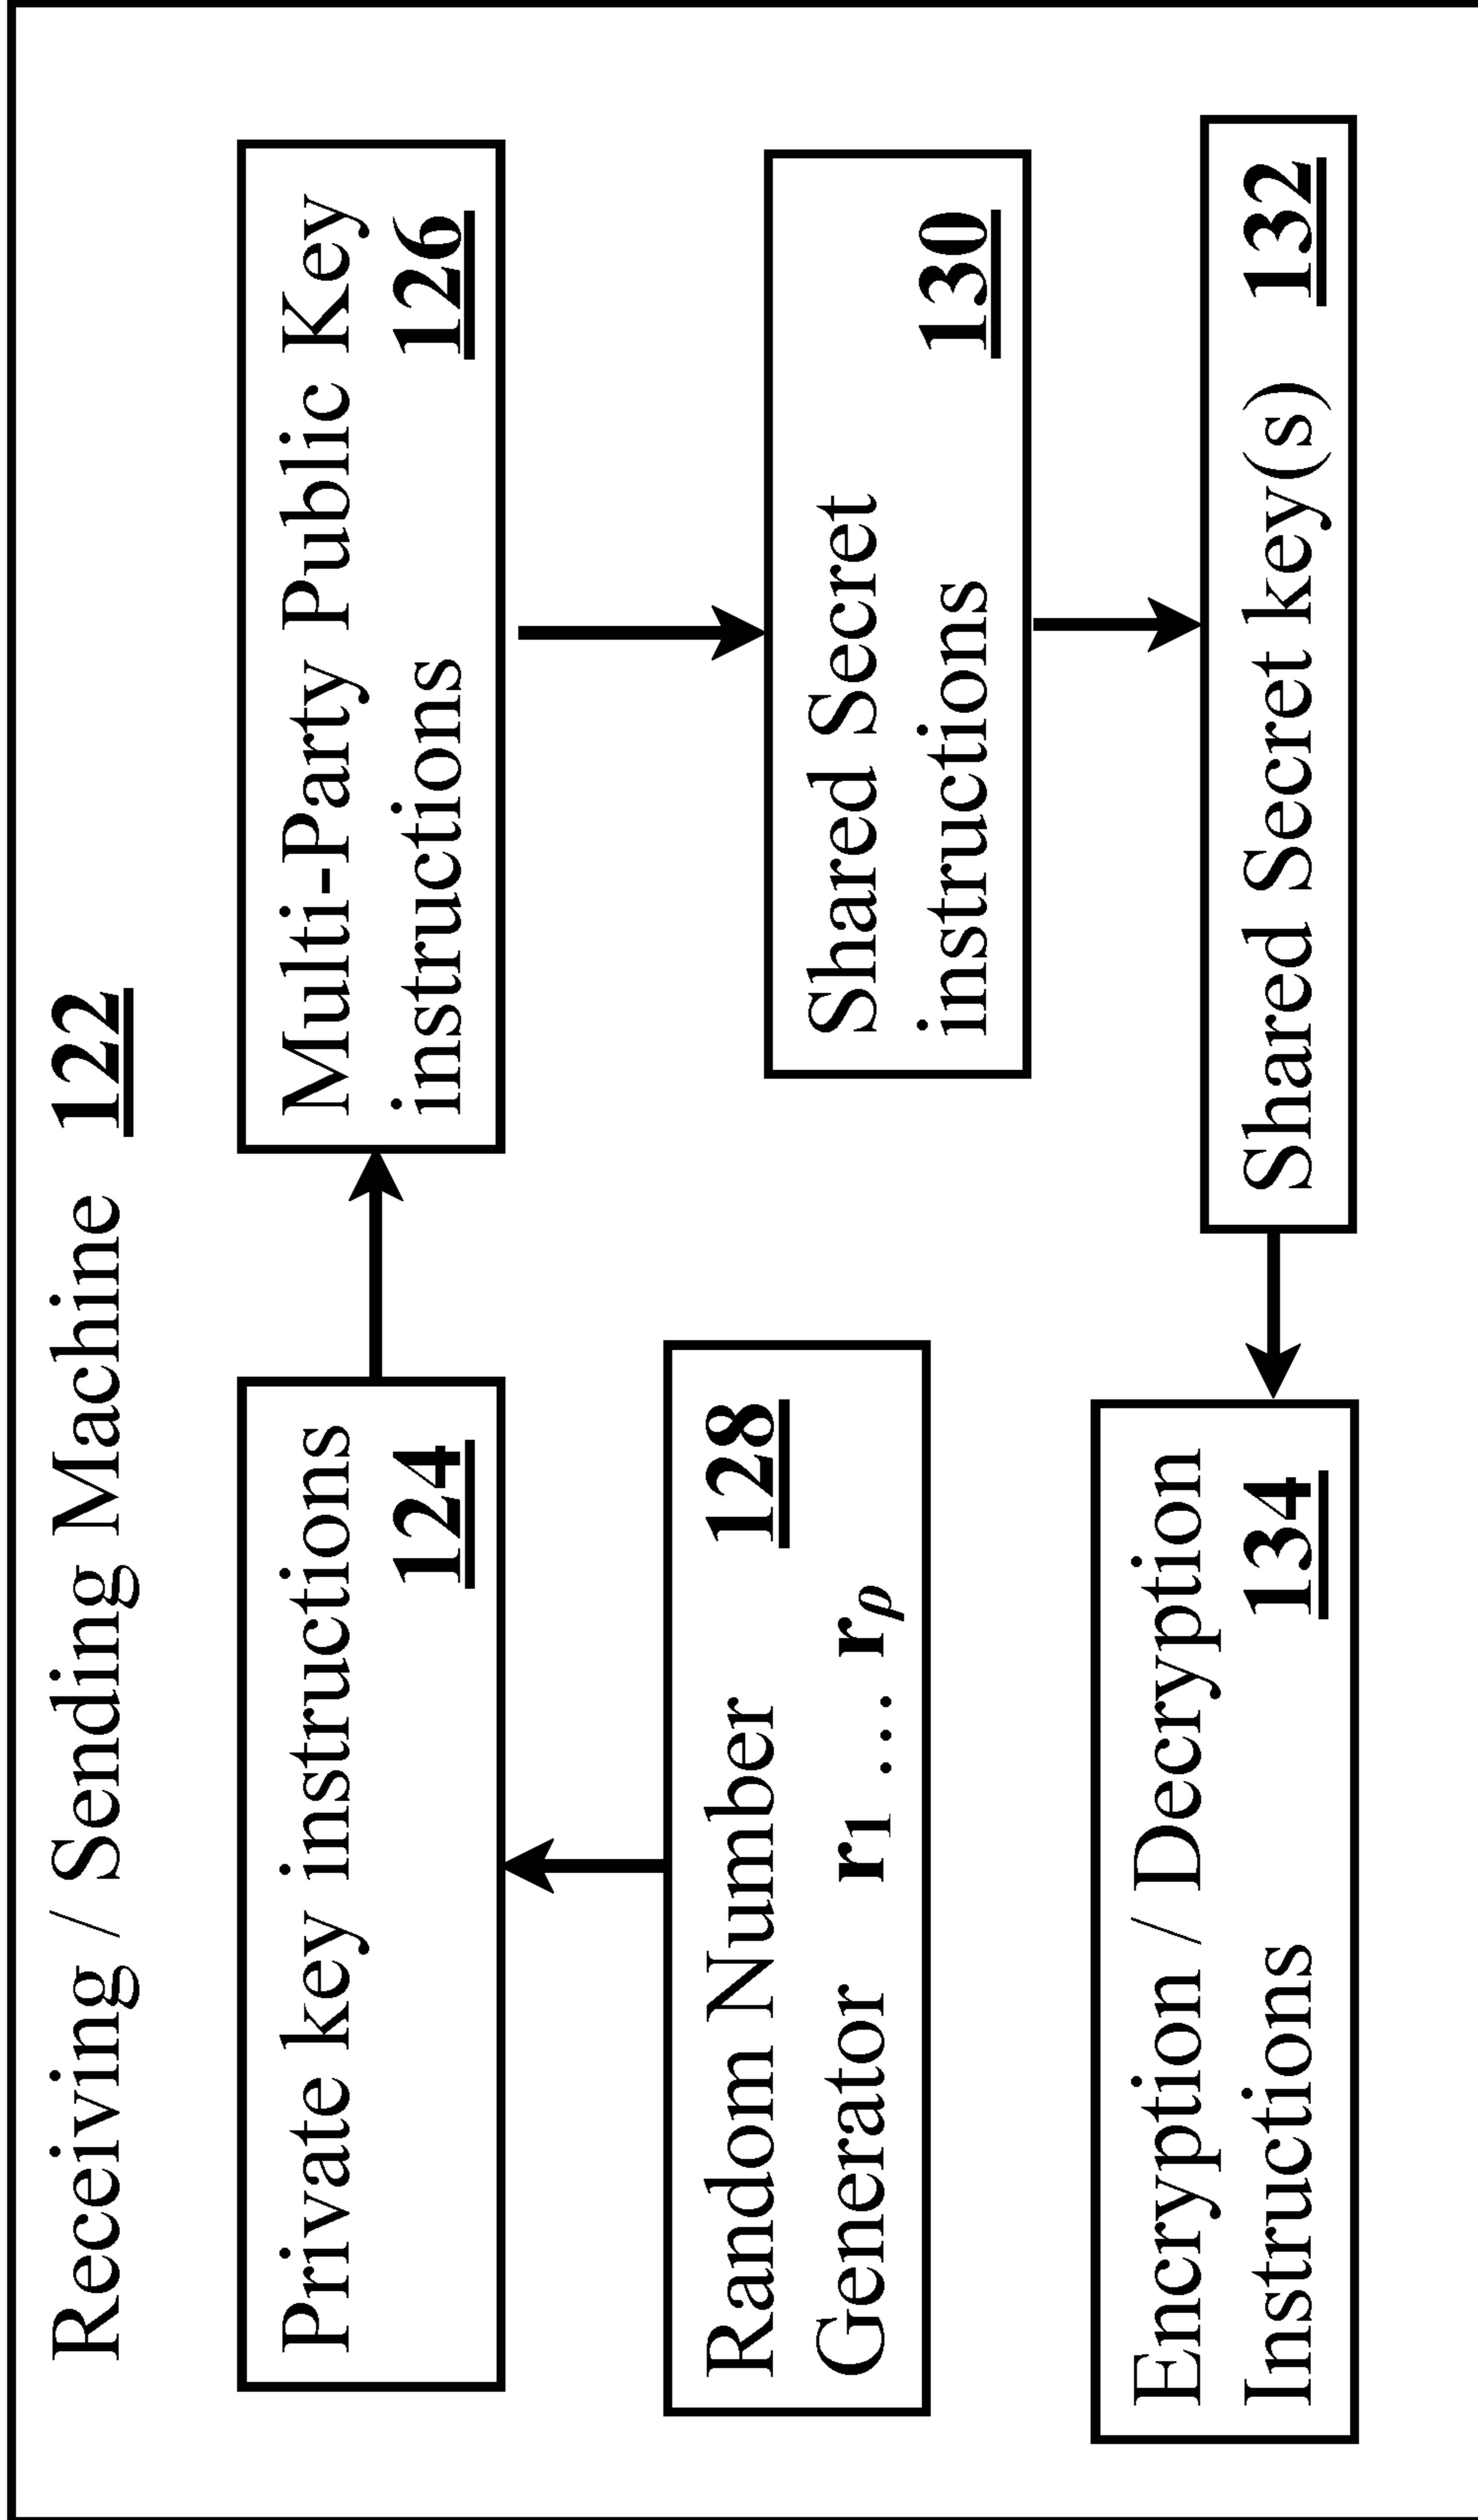 Receiving / Sending Machine 122
Private key instructions
124
Multi-Party Public Key
instructions 126
Random Number 128
Generator r1 ... rρ
Shared Secret
instructions 130
Encryption / Decryption
Instructions 134
Shared Secret key(s) 132